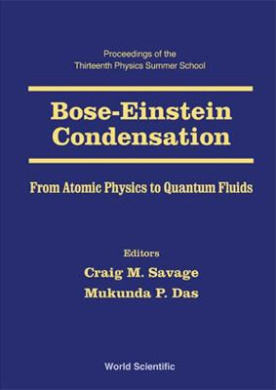 Proceedings of the
Thirteenth Physics Summer School
Bose-Einstein
Condensation
From Atomic Physics to Quantum Fluids
Editors
Craig M. Savage
Mukunda P. Das
World Scientific